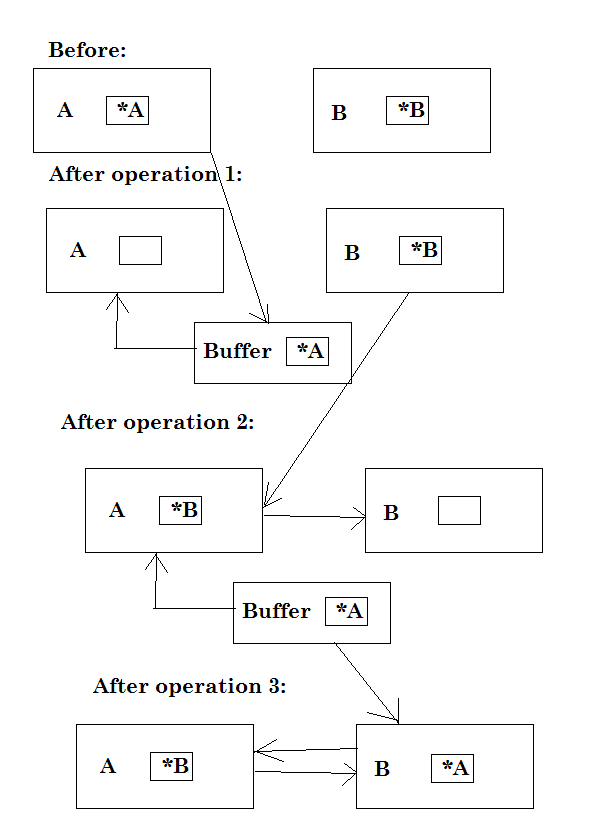 Before:
A *A B *B
After operation 1:
A B *B
Buffer *A
After operation 2:
A *B B
Buffer *A
After operation 3:
A *B B *A